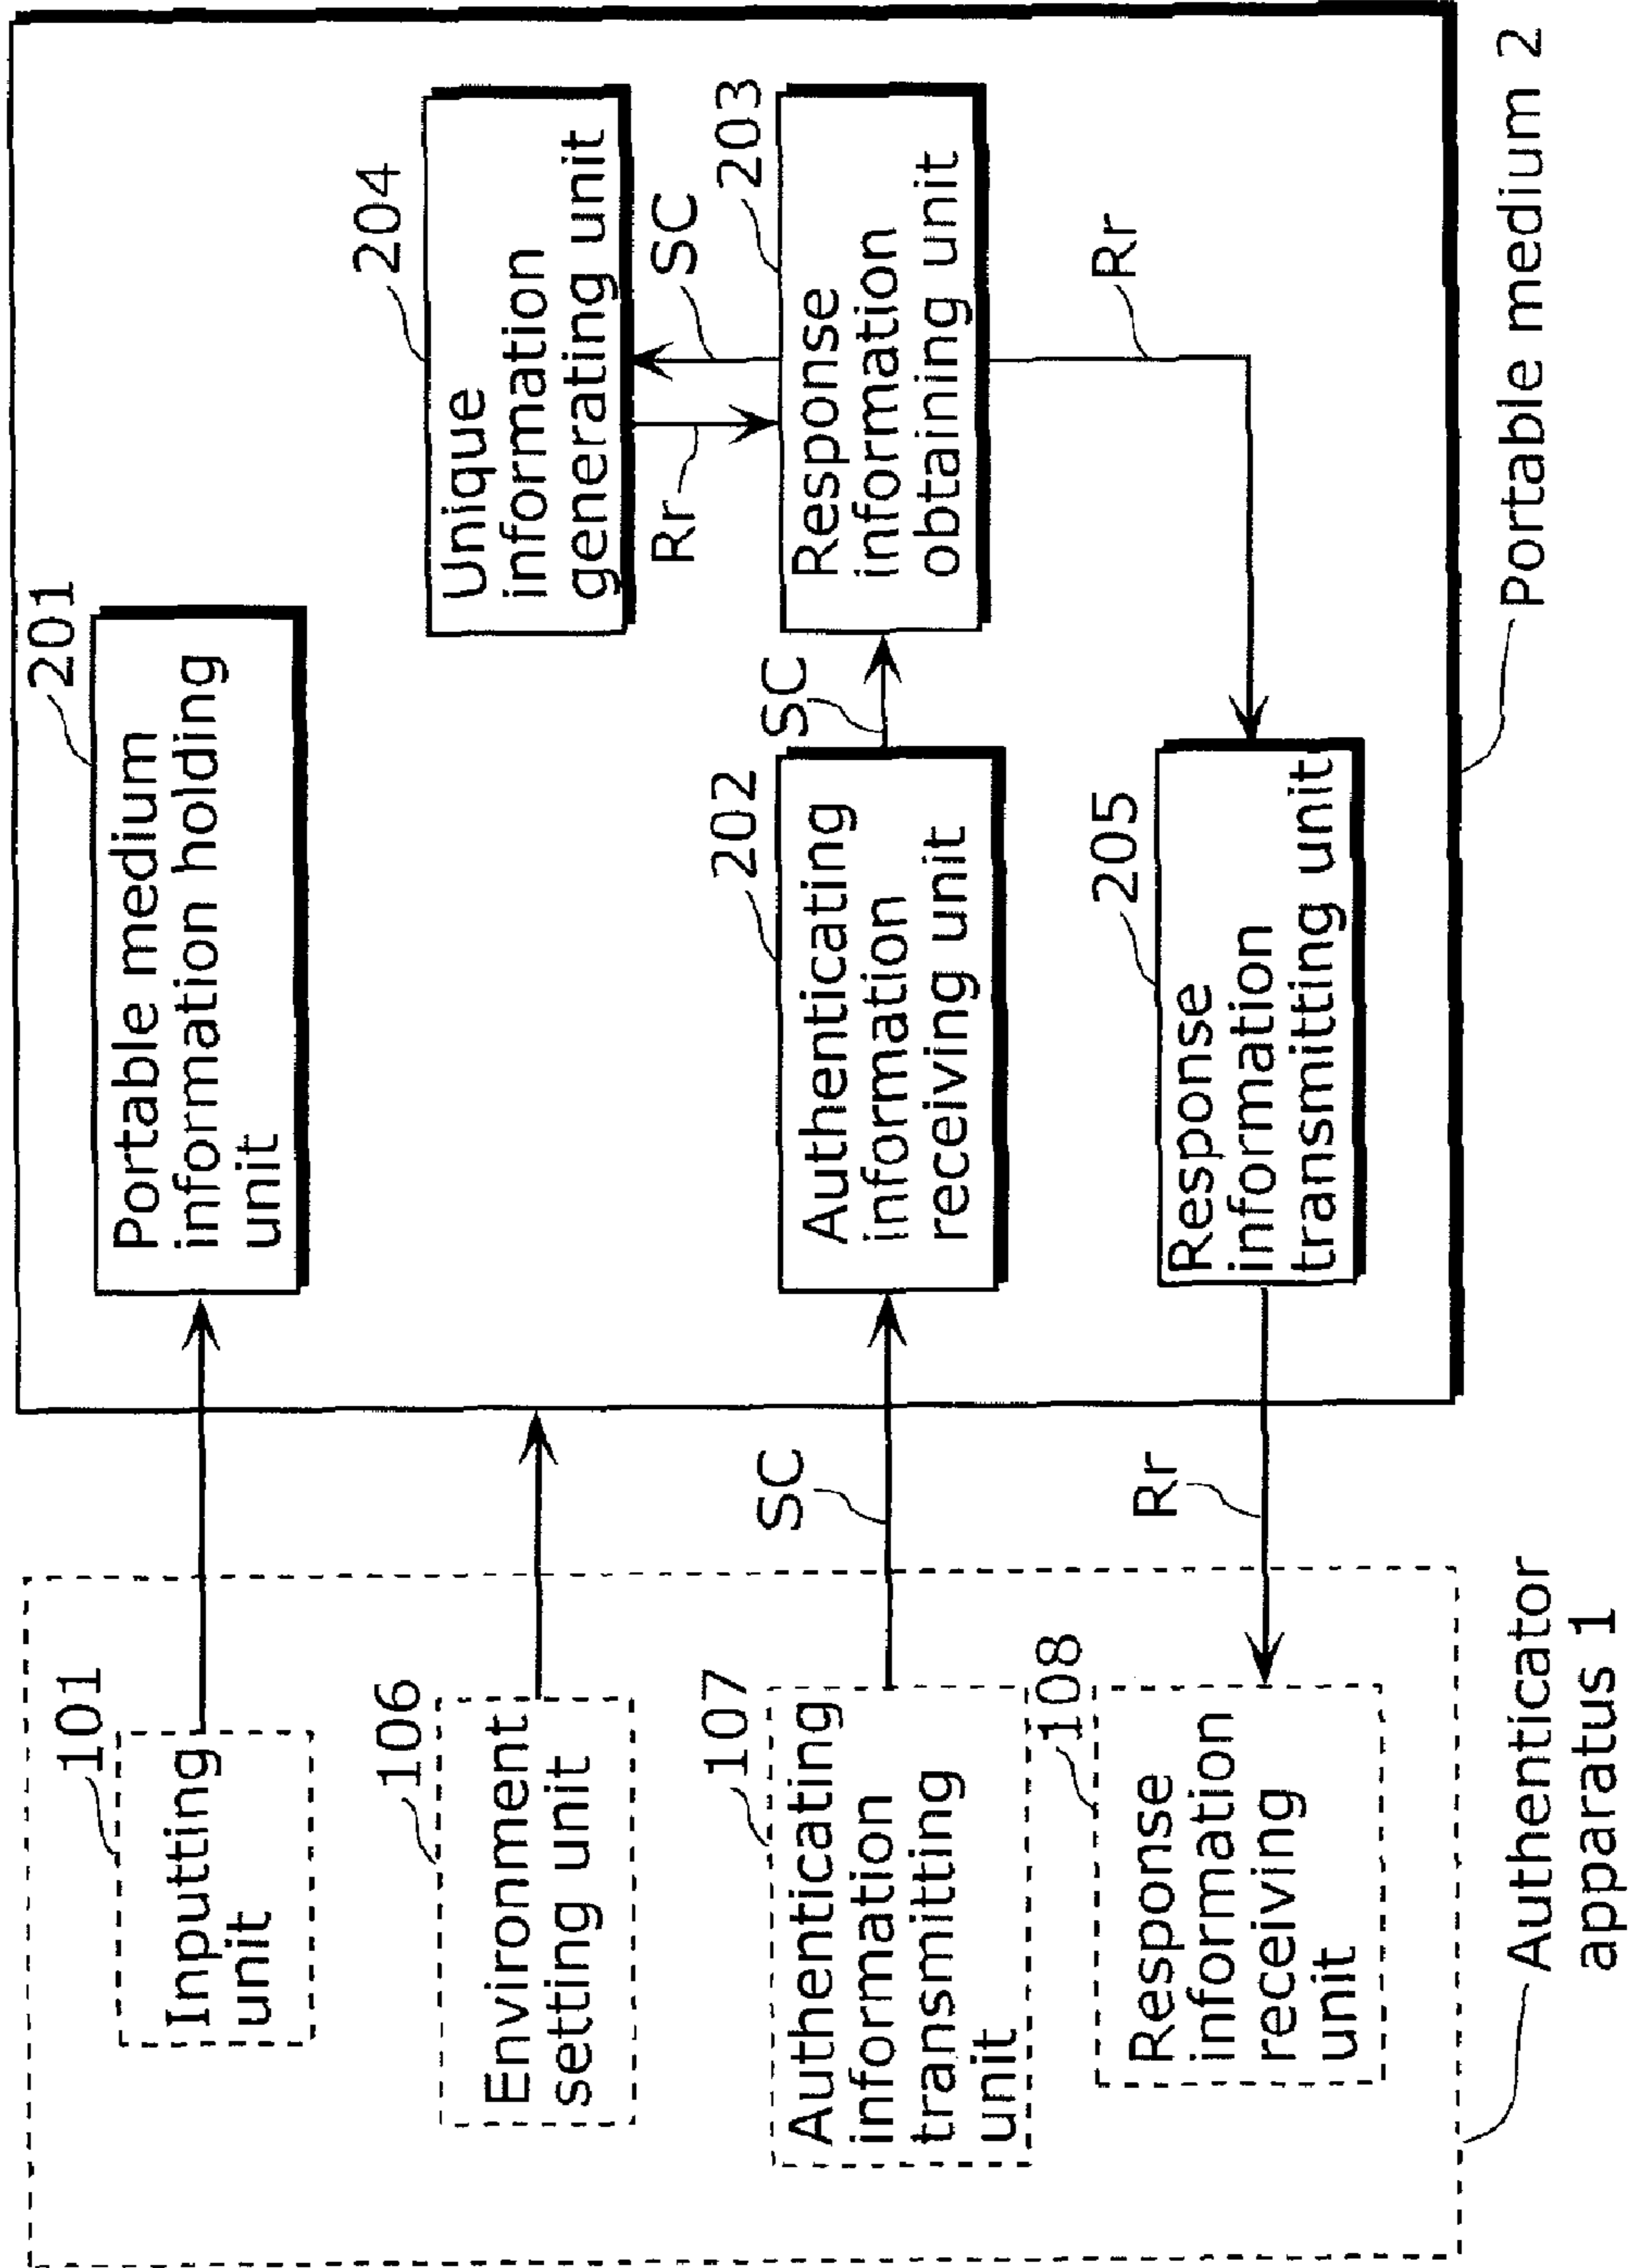 101
Inputting
unit
106
Environment
setting unit
107
Authenticating
information
transmitting
unit
108
Response
information
receiving
unit
Authenticator
apparatus 1
SC
Rr
201
Portable medium
information holding
unit
202
Authenticating
information
receiving unit
SC
205
Response
information
transmitting unit
204
Unique
information
generating unit
Rr
SC
203
Response
information
obtaining unit
Rr
Portable medium 2